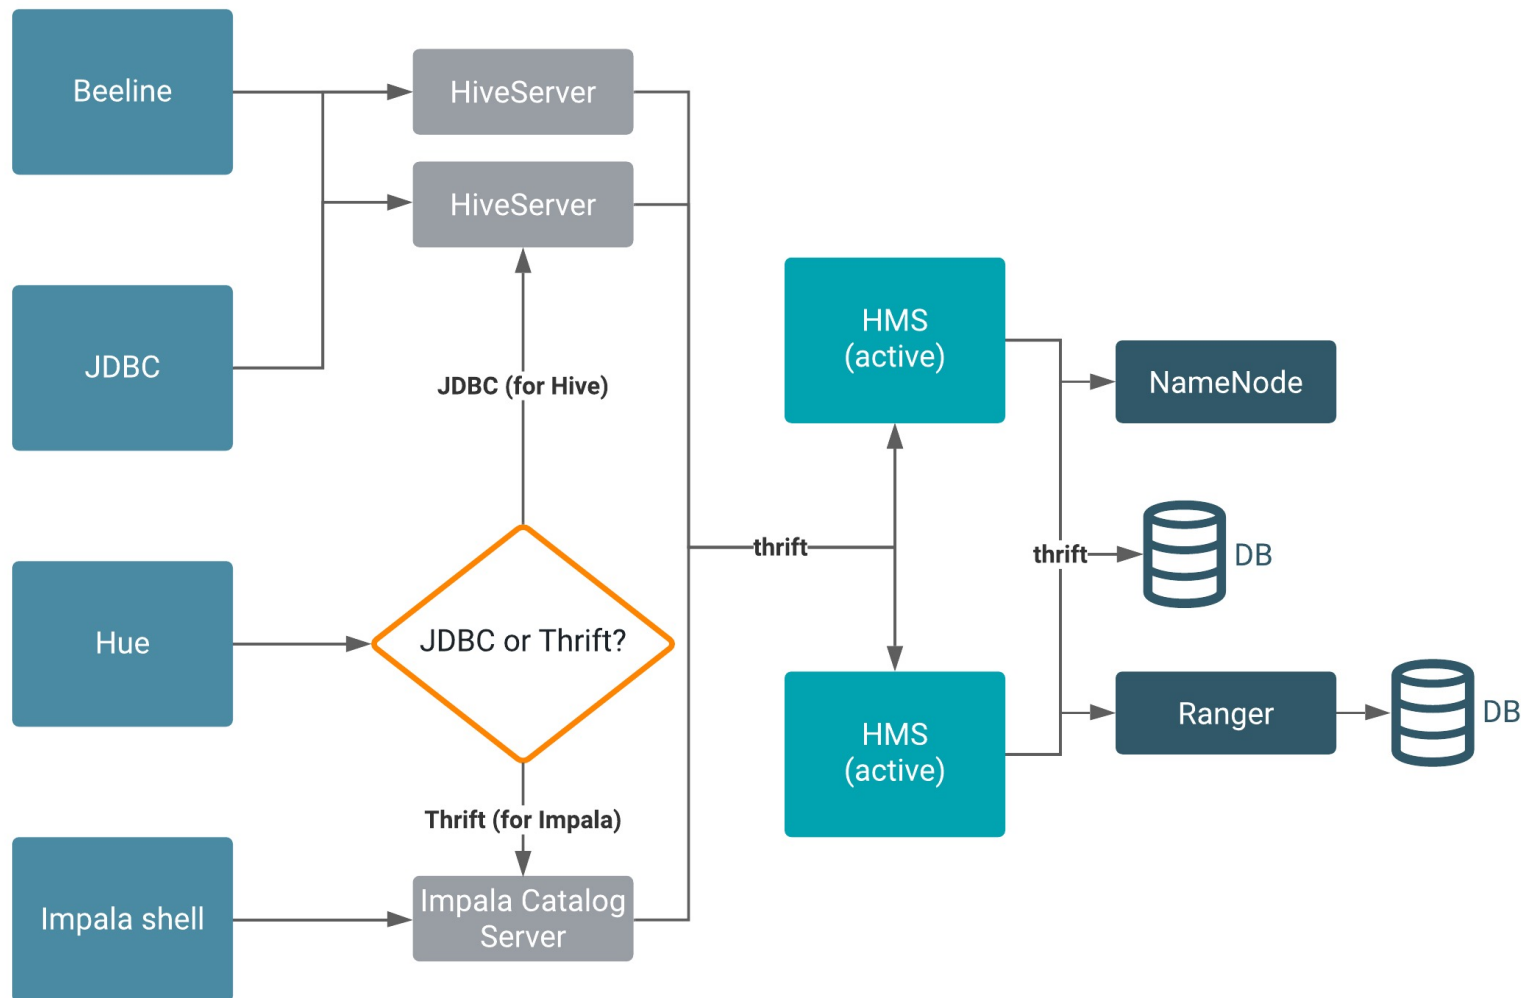 Beeline
HiveServer
HiveServer
JDBC
JDBC (for Hive)
HMS
(active)
NameNode
thrift
thrift
DB
Hue
JDBC or Thrift?
HMS
(active)
Ranger
DB
Thrift (for Impala)
Impala shell
Impala Catalog
Server